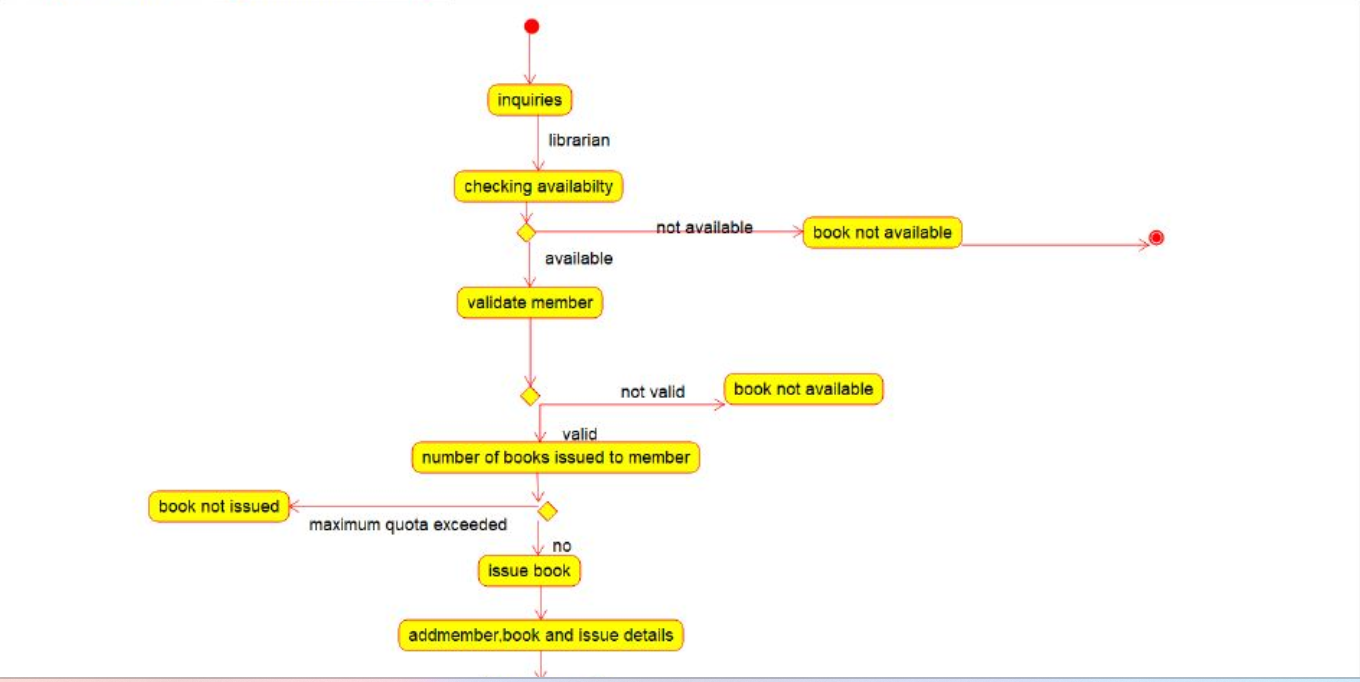 inquiries
librarian
checking availabilty
not available
book not available
available
validate member
not valid
book not available
valid
number of books issued to member
book not issued
maximum quota exceeded
no
issue book
addmember,book and issue details